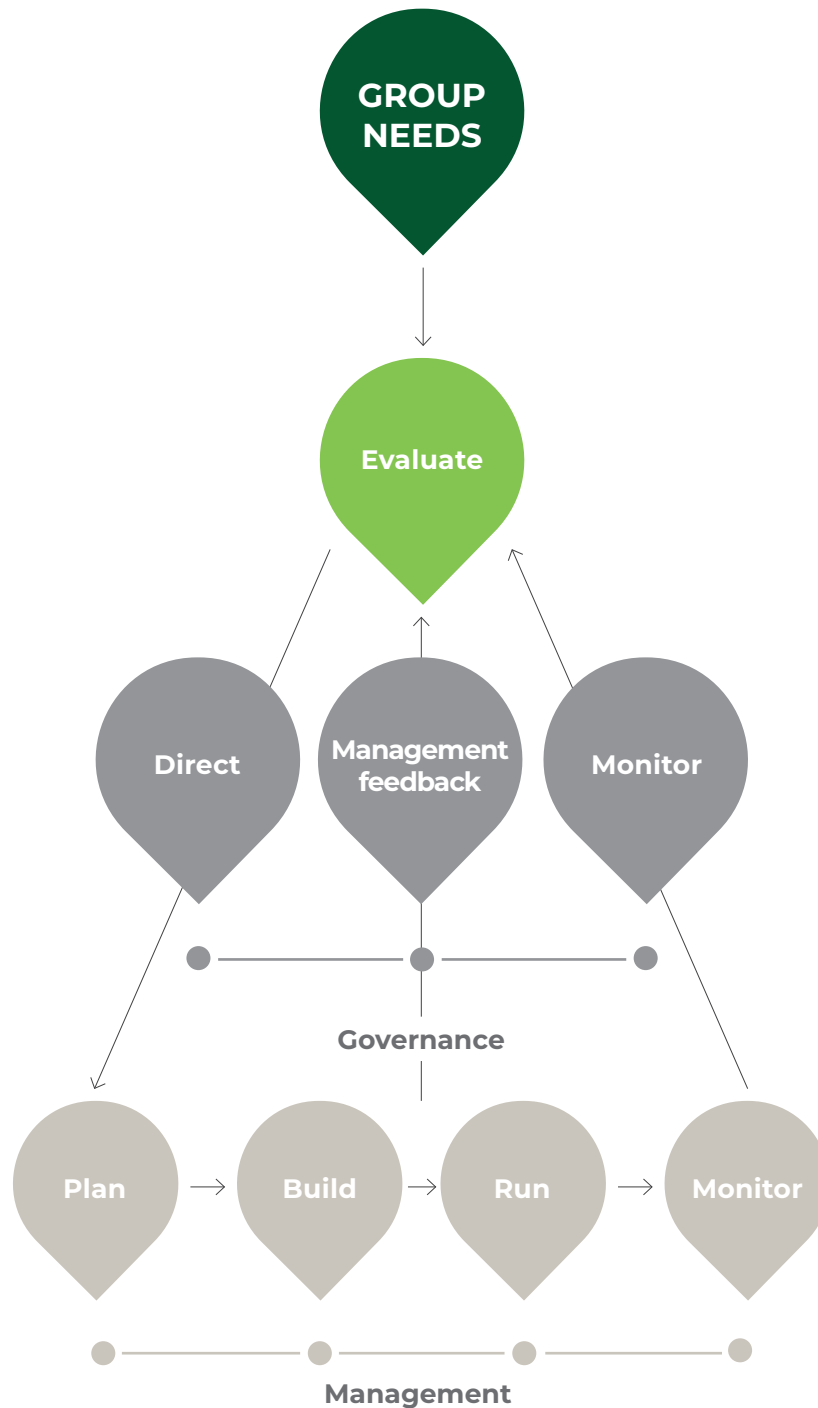 GROUP
NEEDS
Evaluate
Direct
Management
feedback
Monitor
Governance
Plan
Build
Run
Monitor
Management